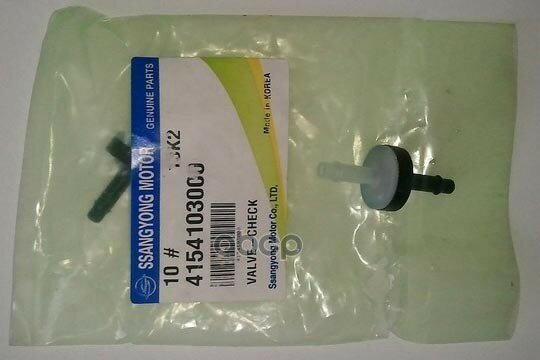 SSANGYONG MOTOR GENUINE PARTS
10 #
4154103000
VALVE-CHECK
Ssangyong Motor Co., LTD.
Made in KOREA